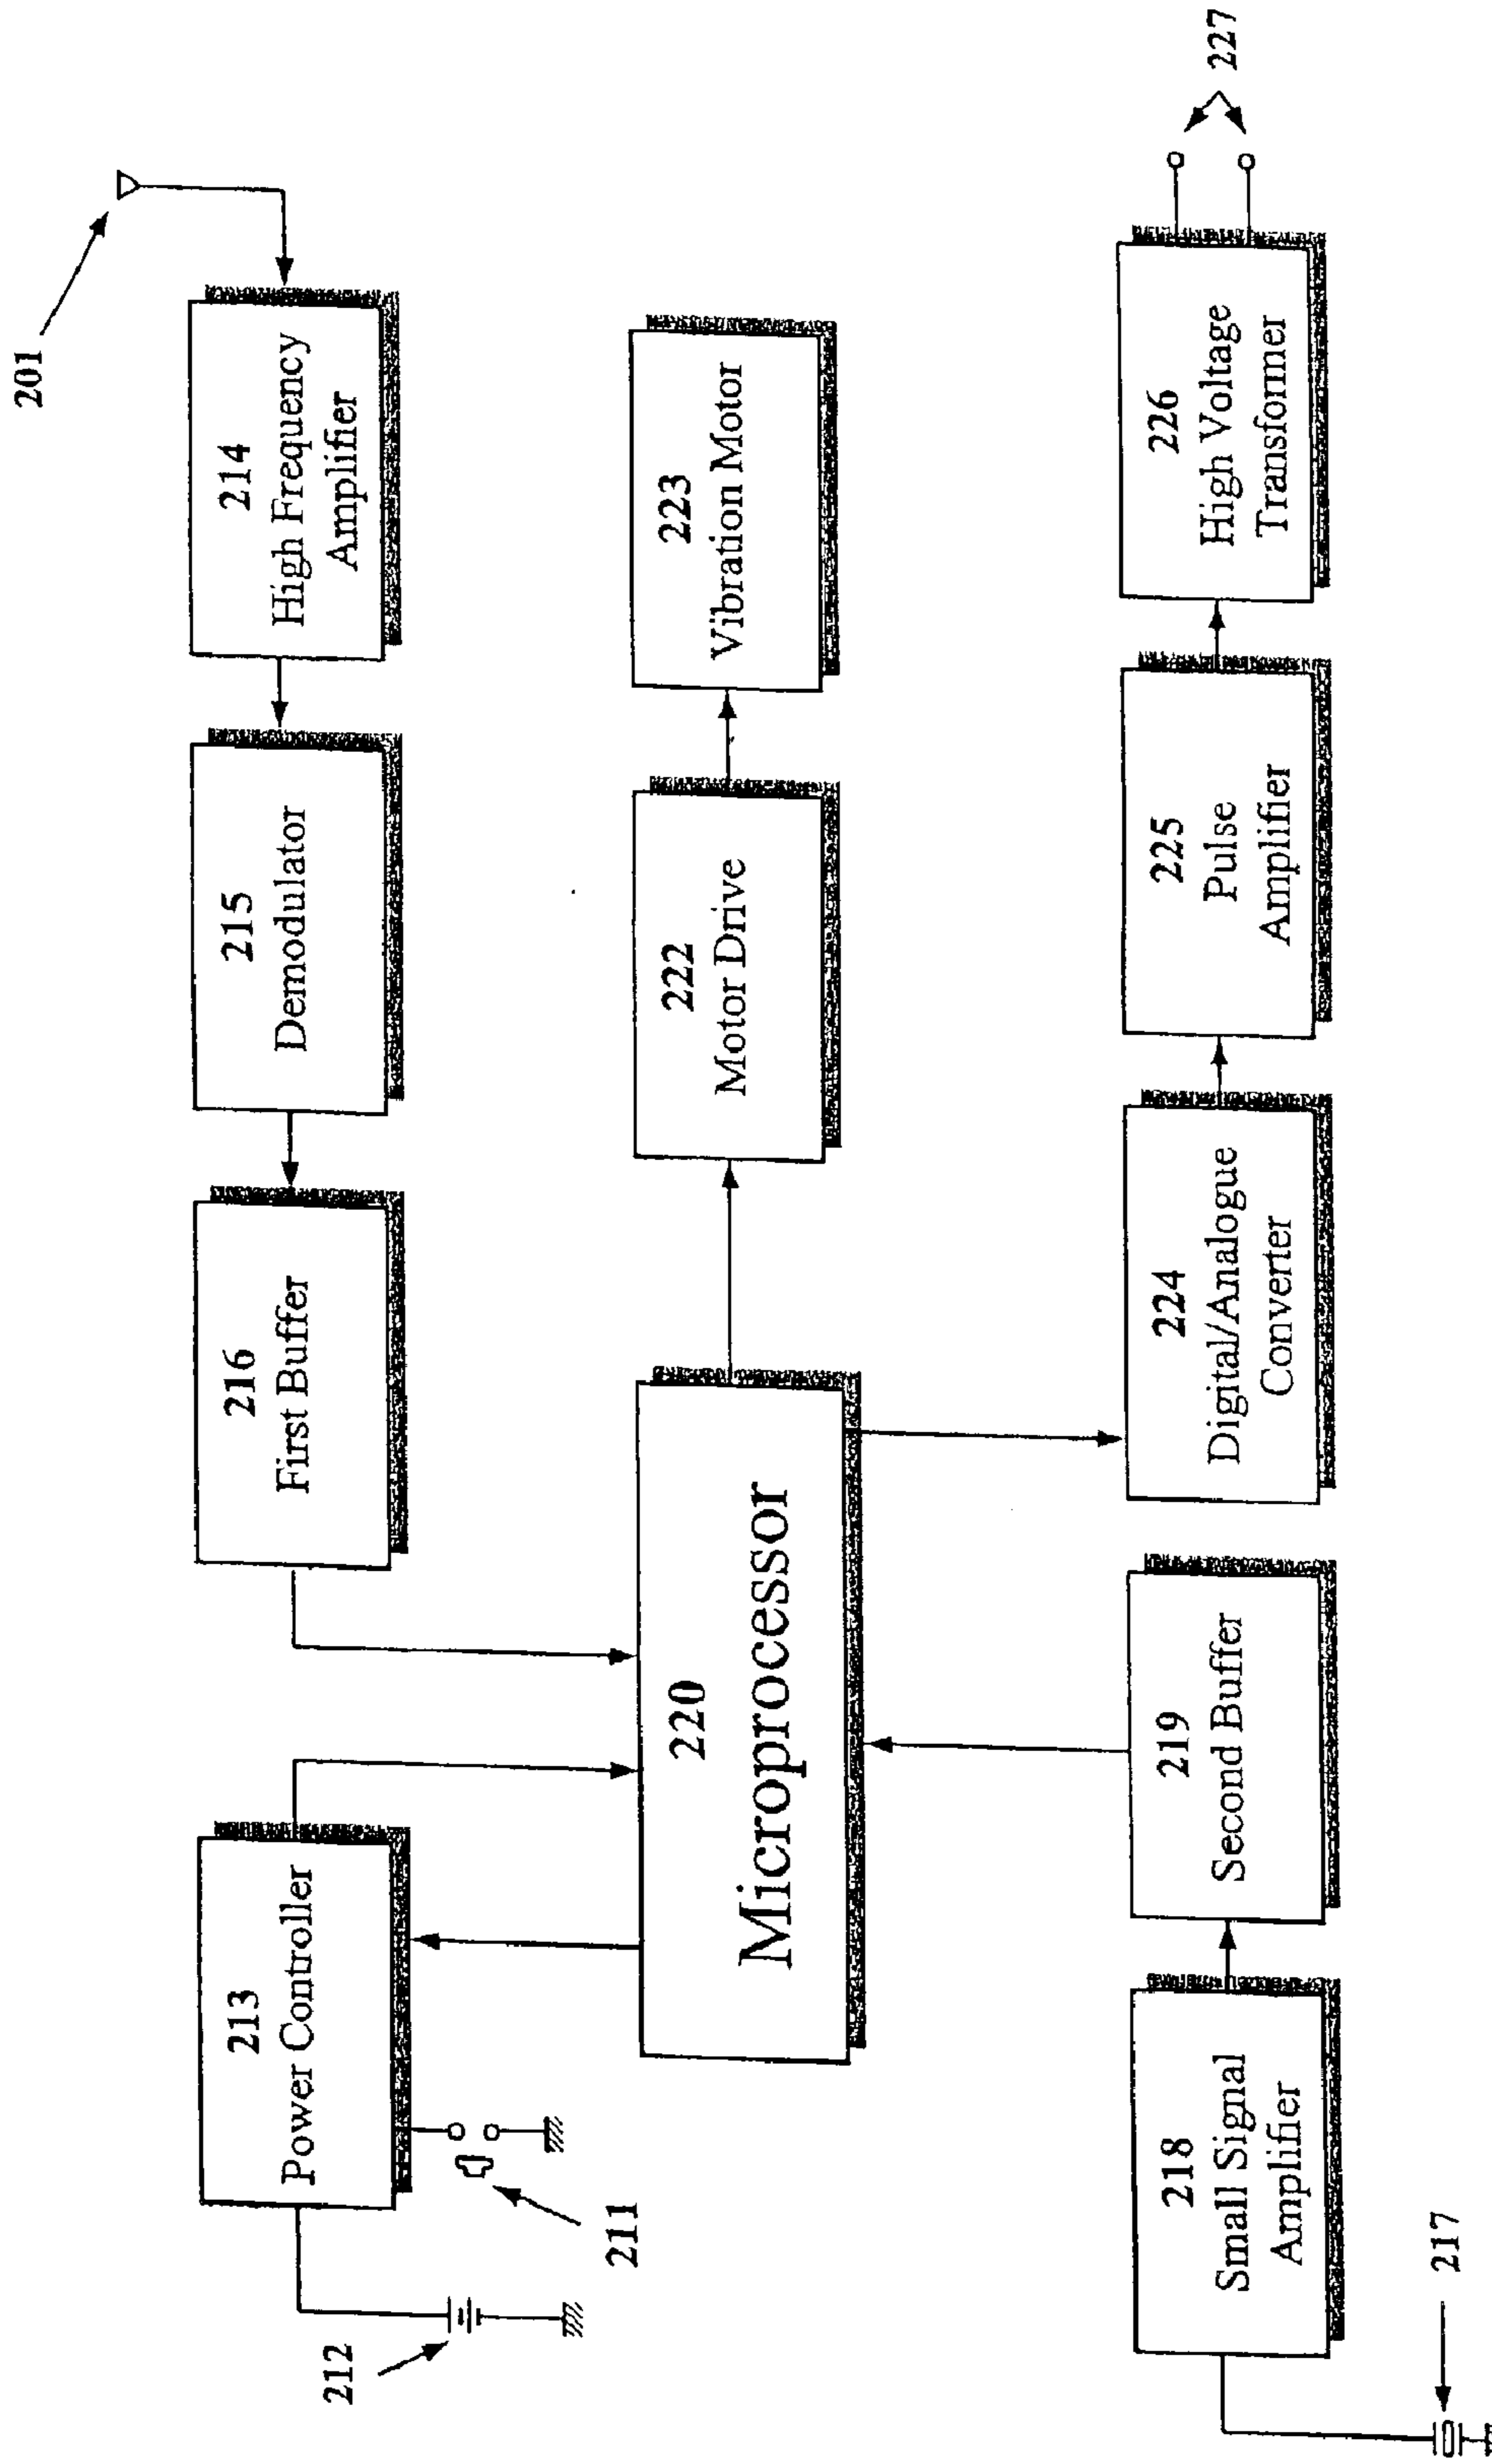 201
213
Power Controller
216
First Buffer
215
Demodulator
214
High Frequency
Amplifier
212
211
220
Microprocessor
222
Motor Drive
223
Vibration Motor
218
Small Signal
Amplifier
219
Second Buffer
224
Digital/Analogue
Converter
225
Pulse
Amplifier
226
High Voltage
Transformer
227
217